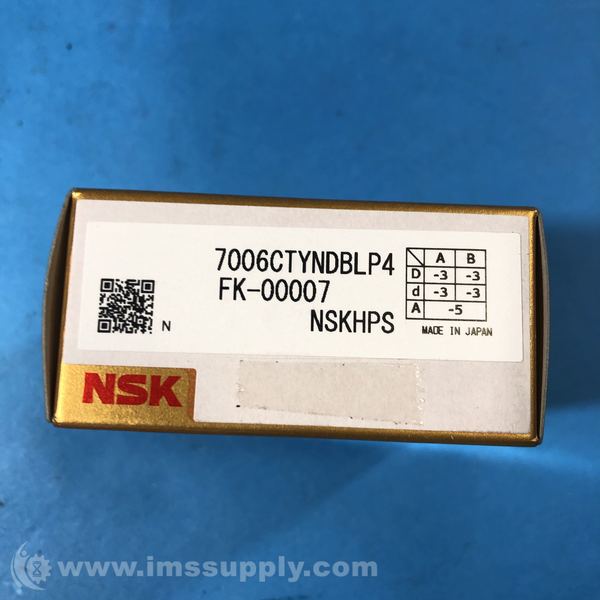 7006CTYNDBLP4
FK-00007
NSKHPS
N
A B
D -3 -3
d -3 -3
A -5
MADE IN JAPAN
NSK
www.imssupply.com